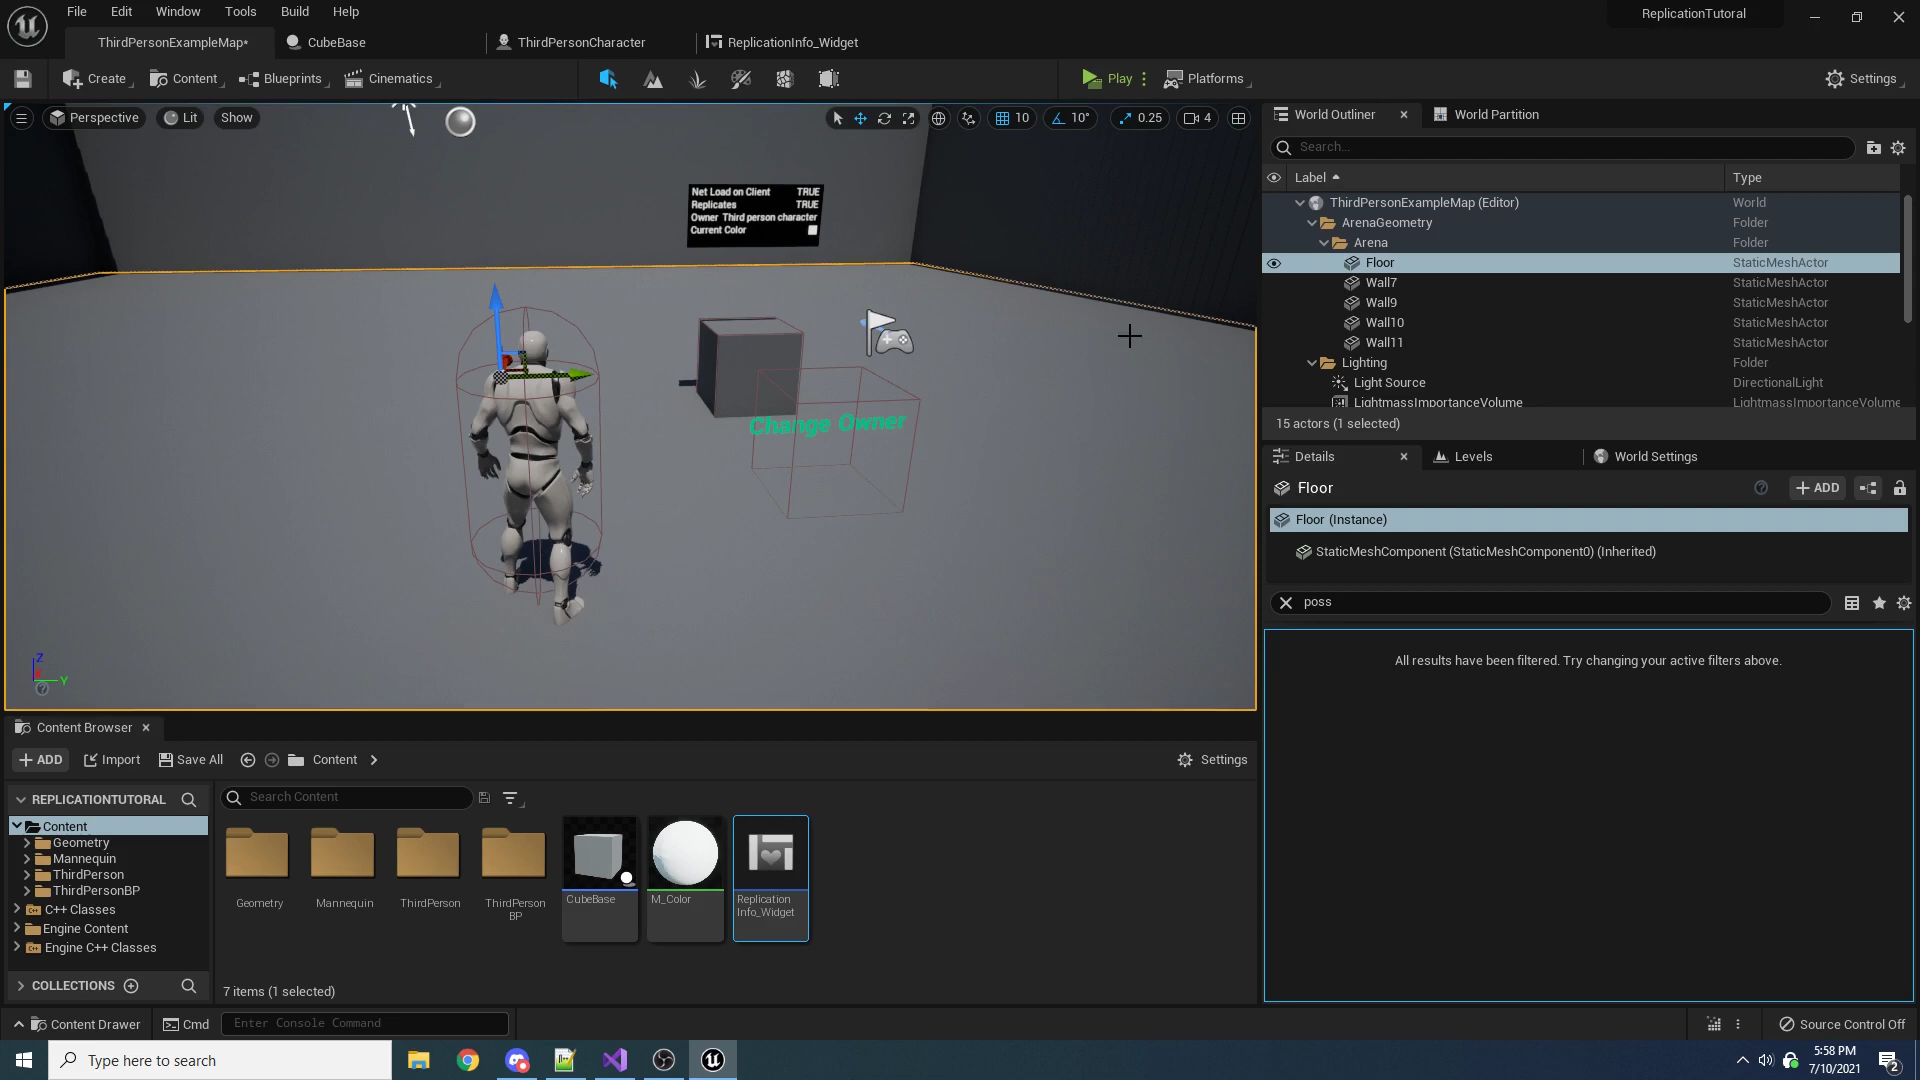 File Edit Window Tools Build Help
ReplicationTutorial
ThirdPersonExampleMap*
CubeBase
ThirdPersonCharacter
ReplicationInfo_Widget
Create
Content
Blueprints
Cinematics
Play
Platforms
Settings
Perspective
Lit
Show
10
10°
0.25
4
Net Load on Client TRUE
Replicates TRUE
Owner Third person character
Current Color
Change Owner
Z
Y
World Outliner
World Partition
Search...
Label
Type
ThirdPersonExampleMap (Editor) World
ArenaGeometry Folder
Arena Folder
Floor StaticMeshActor
Wall7 StaticMeshActor
Wall9 StaticMeshActor
Wall10 StaticMeshActor
Wall11 StaticMeshActor
Lighting Folder
Light Source DirectionalLight
LightmassImportanceVolume LightmassImportanceVolume
15 actors (1 selected)
Details
Levels
World Settings
Floor
ADD
Floor (Instance)
StaticMeshComponent (StaticMeshComponent0) (Inherited)
poss
All results have been filtered. Try changing your active filters above.
Content Browser
ADD
Import
Save All
Content
Settings
REPLICATIONTUTORAL
Search Content
Content
Geometry
Mannequin
ThirdPerson
ThirdPersonBP
C++ Classes
Engine Content
Engine C++ Classes
COLLECTIONS
Geometry
Mannequin
ThirdPerson
ThirdPerson
BP
CubeBase
M_Color
Replication
Info_Widget
7 items (1 selected)
Content Drawer
Cmd
Enter Console Command
Source Control Off
Type here to search
5:58 PM
7/10/2021
2